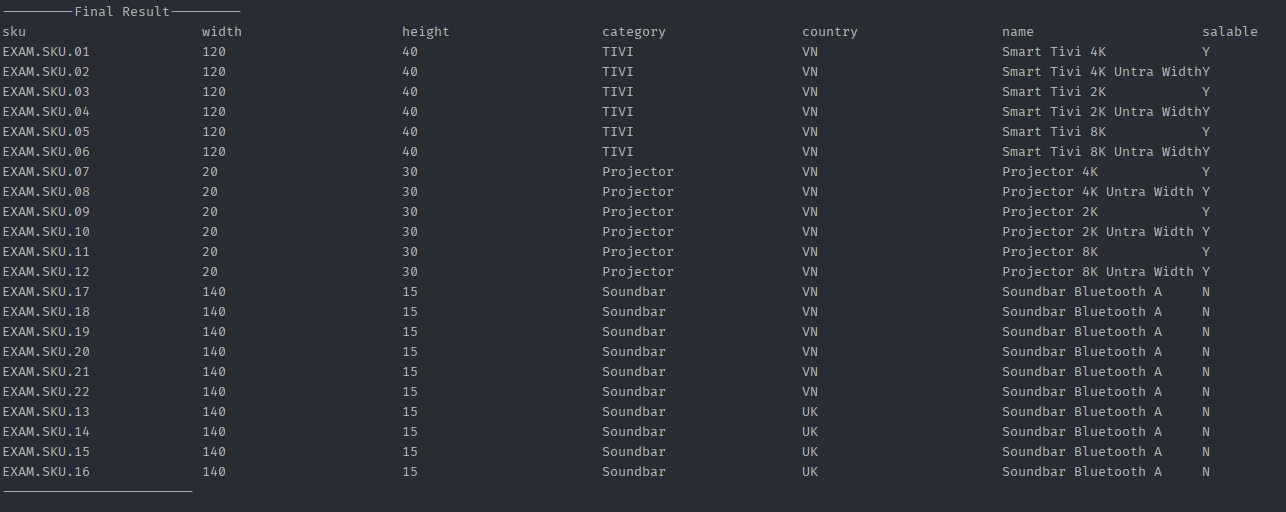 ─────────Final Result─────────
sku width height category country name salable
EXAM.SKU.01 120 40 TIVI VN Smart Tivi 4K Y
EXAM.SKU.02 120 40 TIVI VN Smart Tivi 4K Untra WidthY
EXAM.SKU.03 120 40 TIVI VN Smart Tivi 2K Y
EXAM.SKU.04 120 40 TIVI VN Smart Tivi 2K Untra WidthY
EXAM.SKU.05 120 40 TIVI VN Smart Tivi 8K Y
EXAM.SKU.06 120 40 TIVI VN Smart Tivi 8K Untra WidthY
EXAM.SKU.07 20 30 Projector VN Projector 4K Y
EXAM.SKU.08 20 30 Projector VN Projector 4K Untra Width Y
EXAM.SKU.09 20 30 Projector VN Projector 2K Y
EXAM.SKU.10 20 30 Projector VN Projector 2K Untra Width Y
EXAM.SKU.11 20 30 Projector VN Projector 8K Y
EXAM.SKU.12 20 30 Projector VN Projector 8K Untra Width Y
EXAM.SKU.17 140 15 Soundbar VN Soundbar Bluetooth A N
EXAM.SKU.18 140 15 Soundbar VN Soundbar Bluetooth A N
EXAM.SKU.19 140 15 Soundbar VN Soundbar Bluetooth A N
EXAM.SKU.20 140 15 Soundbar VN Soundbar Bluetooth A N
EXAM.SKU.21 140 15 Soundbar VN Soundbar Bluetooth A N
EXAM.SKU.22 140 15 Soundbar VN Soundbar Bluetooth A N
EXAM.SKU.13 140 15 Soundbar UK Soundbar Bluetooth A N
EXAM.SKU.14 140 15 Soundbar UK Soundbar Bluetooth A N
EXAM.SKU.15 140 15 Soundbar UK Soundbar Bluetooth A N
EXAM.SKU.16 140 15 Soundbar UK Soundbar Bluetooth A N
────────────────────────